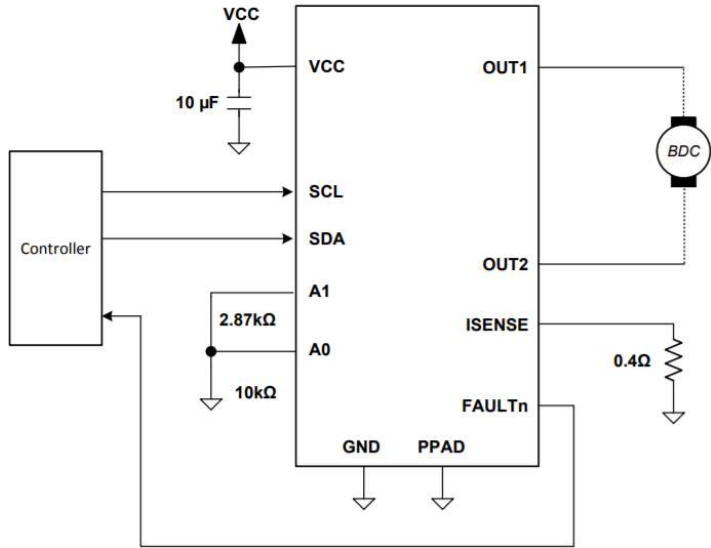 VCC
VCC
OUT1
10 µF
BDC
SCL
Controller
SDA
OUT2
A1
ISENSE
2.87kΩ
A0
0.4Ω
10kΩ
FAULTn
GND
PPAD